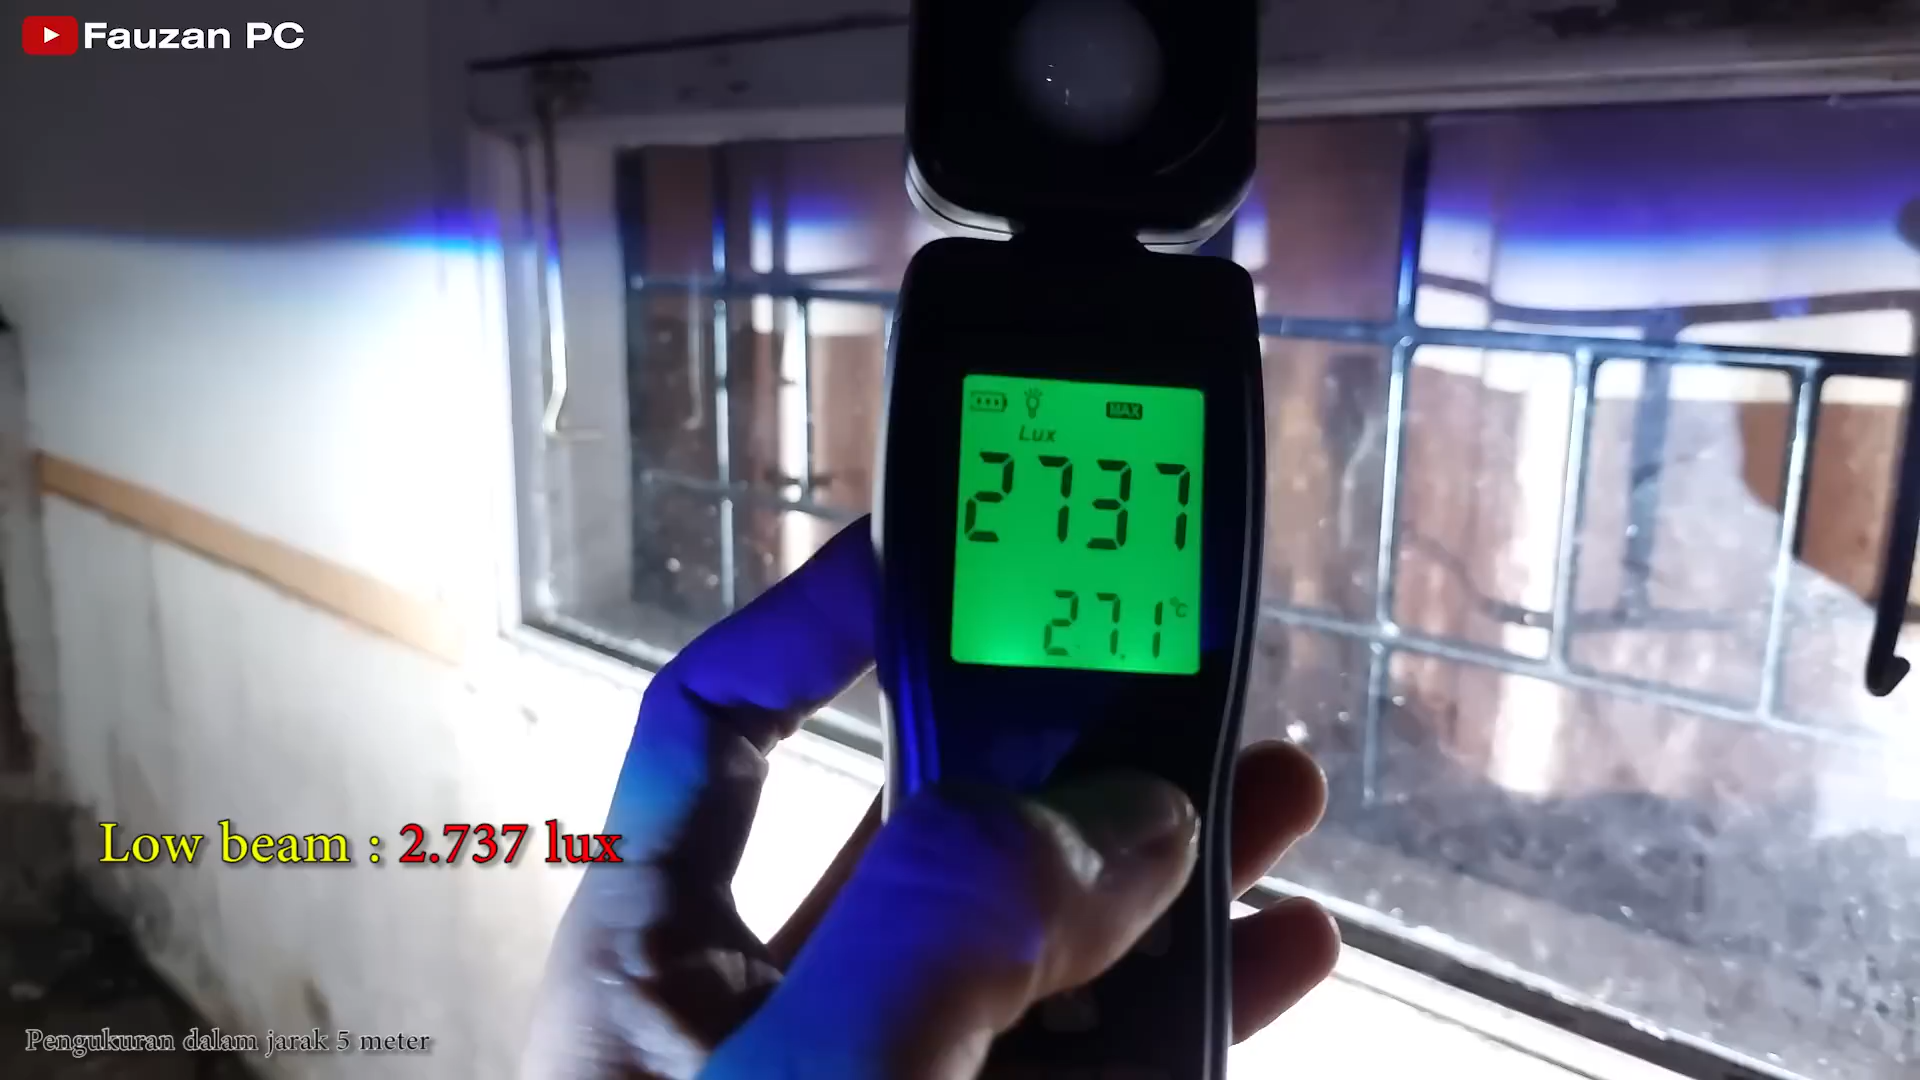 Fauzan PC
MAX
Lux
2737
27.1 °C
Low beam : 2.737 lux
Pengukuran dalam jarak 5 meter